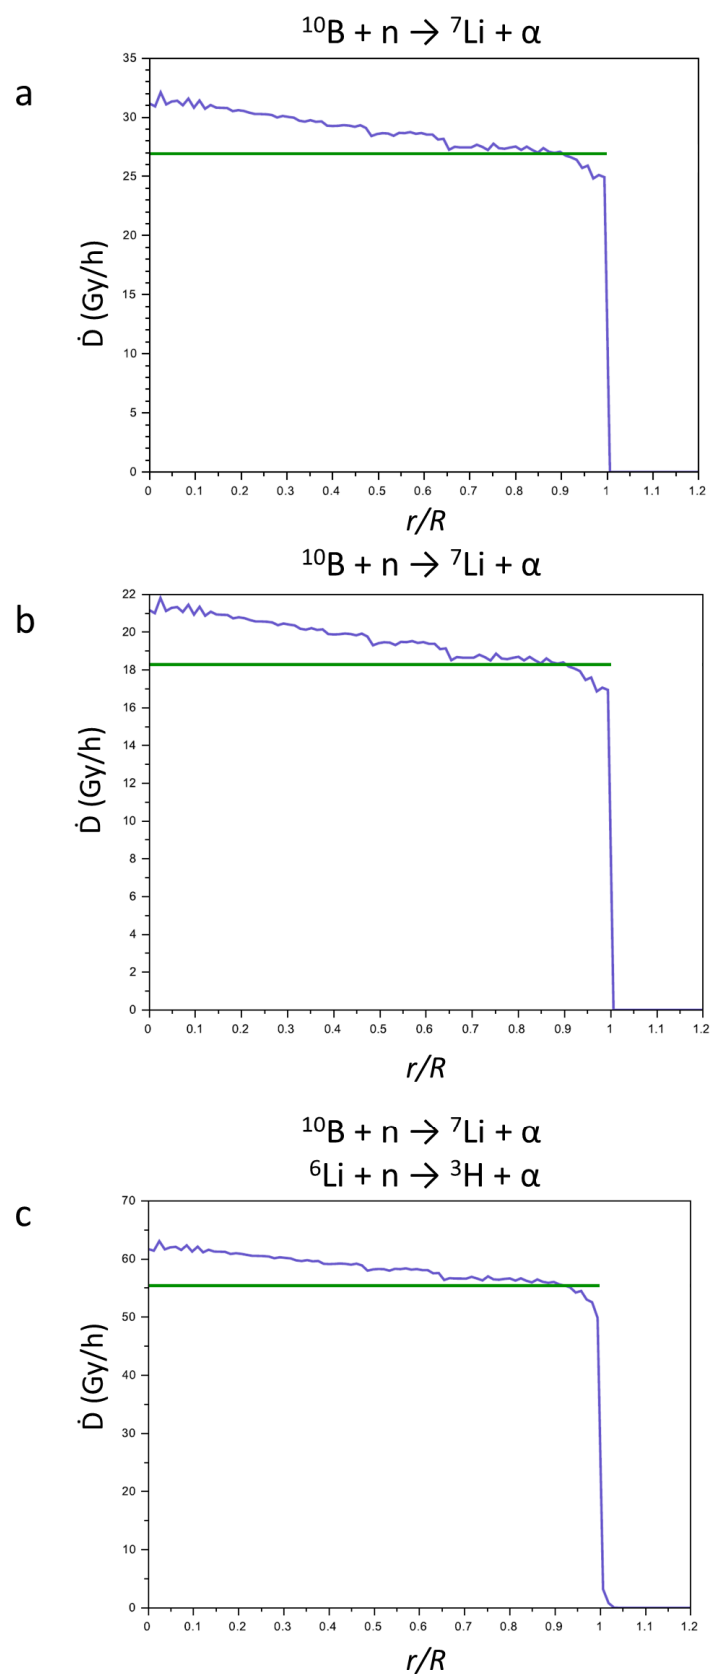 ¹⁰B + n → ⁷Li + α
a
35
30
25
20
15
10
5
0
Ḋ (Gy/h)
0 0.1 0.2 0.3 0.4 0.5 0.6 0.7 0.8 0.9 1 1.1 1.2
r/R
¹⁰B + n → ⁷Li + α
b
22
20
18
16
14
12
10
8
6
4
2
0
Ḋ (Gy/h)
0 0.1 0.2 0.3 0.4 0.5 0.6 0.7 0.8 0.9 1 1.1 1.2
r/R
¹⁰B + n → ⁷Li + α
⁶Li + n → ³H + α
c
70
60
50
40
30
20
10
0
Ḋ (Gy/h)
0 0.1 0.2 0.3 0.4 0.5 0.6 0.7 0.8 0.9 1 1.1 1.2
r/R